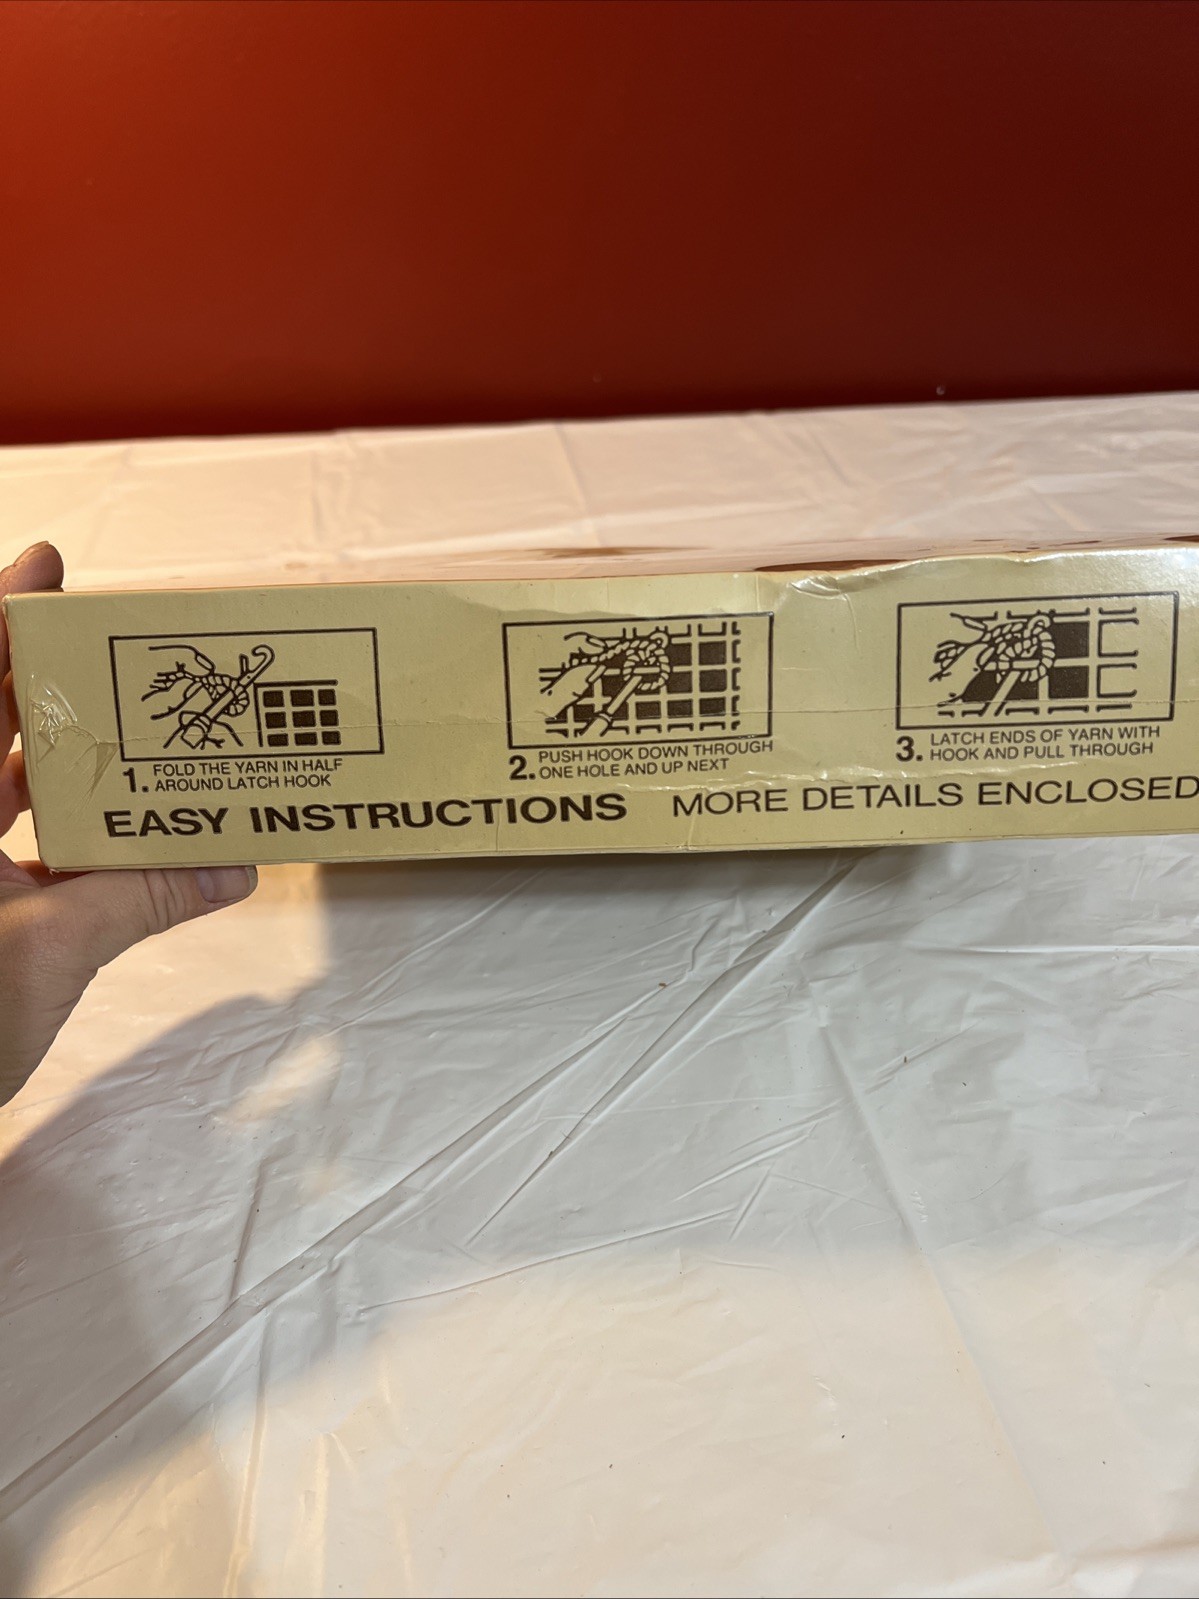 1. FOLD THE YARN IN HALF
AROUND LATCH HOOK
2. PUSH HOOK DOWN THROUGH
ONE HOLE AND UP NEXT
3. LATCH ENDS OF YARN WITH
HOOK AND PULL THROUGH
EASY INSTRUCTIONS MORE DETAILS ENCLOSED